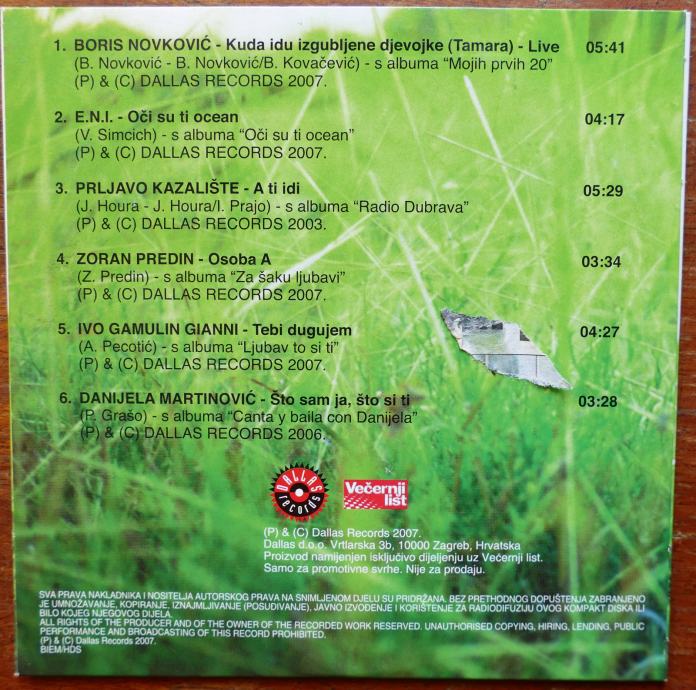 1. BORIS NOVKOVIĆ - Kuda idu izgubljene djevojke (Tamara) - Live 05:41
(B. Novković - B. Novković/B. Kovačević) - s albuma “Mojih prvih 20”
(P) & (C) DALLAS RECORDS 2007.
2. E.N.I. - Oči su ti ocean 04:17
(V. Simcich) - s albuma “Oči su ti ocean”
(P) & (C) DALLAS RECORDS 2007.
3. PRLJAVO KAZALIŠTE - A ti idi 05:29
(J. Houra - J. Houra/I. Prajo) - s albuma “Radio Dubrava”
(P) & (C) DALLAS RECORDS 2003.
4. ZORAN PREDIN - Osoba A 03:34
(Z. Predin) - s albuma “Za šaku ljubavi”
(P) & (C) DALLAS RECORDS 2007.
5. IVO GAMULIN GIANNI - Tebi dugujem 04:27
(A. Pecotić) - s albuma “Ljubav to si ti”
(P) & (C) DALLAS RECORDS 2007.
6. DANIJELA MARTINOVIĆ - Što sam ja, što si ti 03:28
(P. Grašo) - s albuma “Canta y baila con Danijela”
(P) & (C) DALLAS RECORDS 2006.
DALLAS
records
Večernji
list
(P) & (C) Dallas Records 2007.
Dallas d.o.o. Vrtlarska 3b, 10000 Zagreb, Hrvatska
Proizvod namijenjen isključivo dijeljenju uz Večernji list.
Samo za promotivne svrhe. Nije za prodaju.
SVA PRAVA NAKLADNIKA I NOSITELJA AUTORSKOG PRAVA NA SNIMLJENOM DJELU SU PRIDRŽANA. BEZ PRETHODNOG DOPUŠTENJA ZABRANJENO
JE UMNOŽAVANJE, KOPIRANJE, IZNAJMLJIVANJE (POSUĐIVANJE), JAVNO IZVOĐENJE I KORIŠTENJE ZA RADIODIFUZIJU OVOG KOMPAKT DISKA ILI
BILO KOJEG NJEGOVOG DIJELA.
ALL RIGHTS OF THE PRODUCER AND OF THE OWNER OF THE RECORDED WORK RESERVED. UNAUTHORISED COPYING, HIRING, LENDING, PUBLIC
PERFORMANCE AND BROADCASTING OF THIS RECORD PROHIBITED.
(P) & (C) Dallas Records 2007.
BIEM/HDS